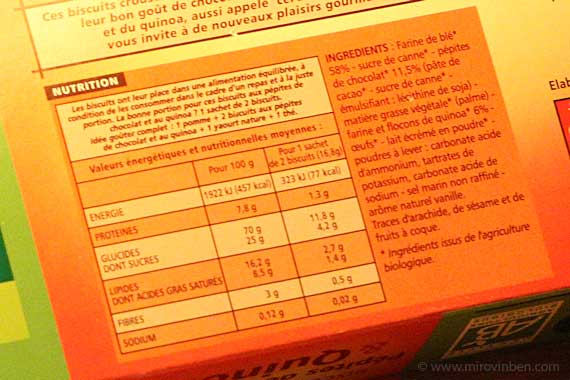 Ces biscuits crous
leur bon goût de choco
et du quinoa, aussi appelé
vous invite à de nouveaux plaisirs gourm
NUTRITION
Les biscuits ont leur place dans une alimentation équilibrée, à
condition de les consommer dans le cadre d'un repas et à la juste
portion. La bonne portion pour ces biscuits aux pépites de
chocolat et au quinoa ? 1 sachet de 2 biscuits.
Idée goûter complet : 1 pomme + 2 biscuits aux pépites
de chocolat et au quinoa + 1 yaourt nature + 1 thé.
Valeurs énergétiques et nutritionnelles moyennes :
Pour 100 g
Pour 1 sachet
de 2 biscuits (16,8g)
ENERGIE 1922 kJ (457 kcal) 323 kJ (77 kcal)
PROTEINES 7,8 g 1,3 g
GLUCIDES 70 g 11,8 g
DONT SUCRES 25 g 4,2 g
LIPIDES 16,2 g 2,7 g
DONT ACIDES GRAS SATURÉS 8,5 g 1,4 g
FIBRES 3 g 0,5 g
SODIUM 0,12 g 0,02 g
INGRÉDIENTS : Farine de blé*
58% - sucre de canne* - pépites
de chocolat* 11,5% (pâte de
cacao* - sucre de canne* -
émulsifiant : lécithine de soja) -
matière grasse végétale* (palme)
farine et flocons de quinoa* 6% -
œufs* - lait écrémé en poudre* -
poudres à lever : carbonate acide
d'ammonium, tartrates de
potassium, carbonate acide de
sodium - sel marin non raffiné -
arôme naturel vanille.
Traces d'arachide, de sésame et de
fruits à coque.
* Ingrédients issus de l'agriculture
biologique.
Elab
AB
Pépites de
© www.mirovinben.com